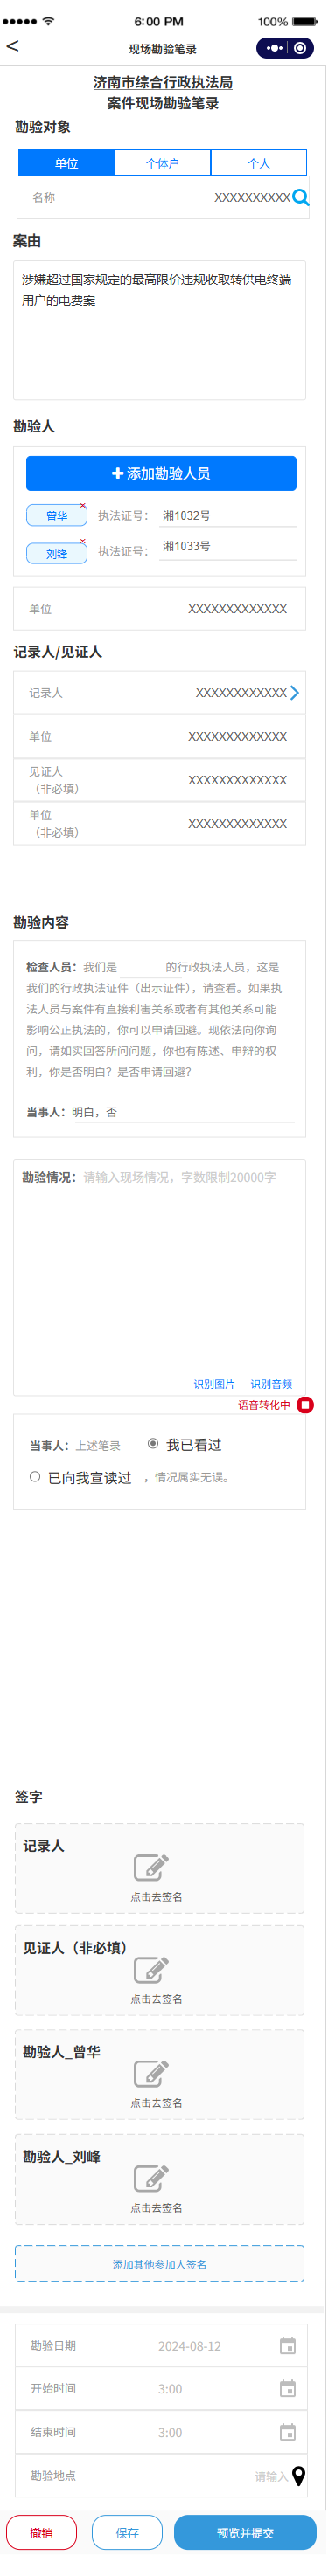 6:00 PM
100%
< 现场勘验笔录
济南市综合行政执法局
案件现场勘验笔录
勘验对象
单位 个体户 个人
名称 XXXXXXXXXX
案由
涉嫌超过国家规定的最高限价违规收取转供电终端
用户的电费案
勘验人
添加勘验人员
曾华 × 执法证号： 湘1032号
刘锋 × 执法证号： 湘1033号
单位 XXXXXXXXXXXXX
记录人/见证人
记录人 XXXXXXXXXXXX
单位 XXXXXXXXXXXXX
见证人
（非必填） XXXXXXXXXXXXX
单位
（非必填） XXXXXXXXXXXXX
勘验内容
检查人员：我们是 的行政执法人员，这是
我们的行政执法证件（出示证件），请查看。如果执
法人员与案件有直接利害关系或者有其他关系可能
影响公正执法的，你可以申请回避。现依法向你询
问，请如实回答所问问题，你也有陈述、申辩的权
利，你是否明白？是否申请回避？
当事人：明白，否
勘验情况：请输入现场情况，字数限制20000字
识别图片 识别音频
语音转化中
当事人：上述笔录 我已看过
已向我宣读过 ，情况属实无误。
签字
记录人
点击去签名
见证人（非必填）
点击去签名
勘验人_曾华
点击去签名
勘验人_刘峰
点击去签名
添加其他参加人签名
勘验日期 2024-08-12
开始时间 3:00
结束时间 3:00
勘验地点 请输入
撤销 保存 预览并提交